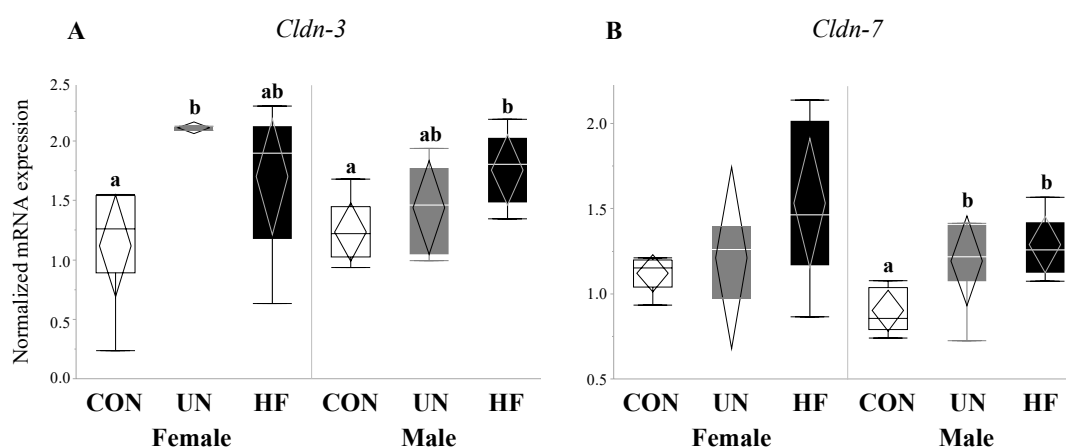 A
Cldn-3
Normalized mRNA expression
2.5
2.0
1.5
1.0
0.5
0.0
a
b
ab
a
ab
b
CON UN HF CON UN HF
Female Male
B
Cldn-7
2.0
1.5
1.0
0.5
a
b
b
CON UN HF CON UN HF
Female Male